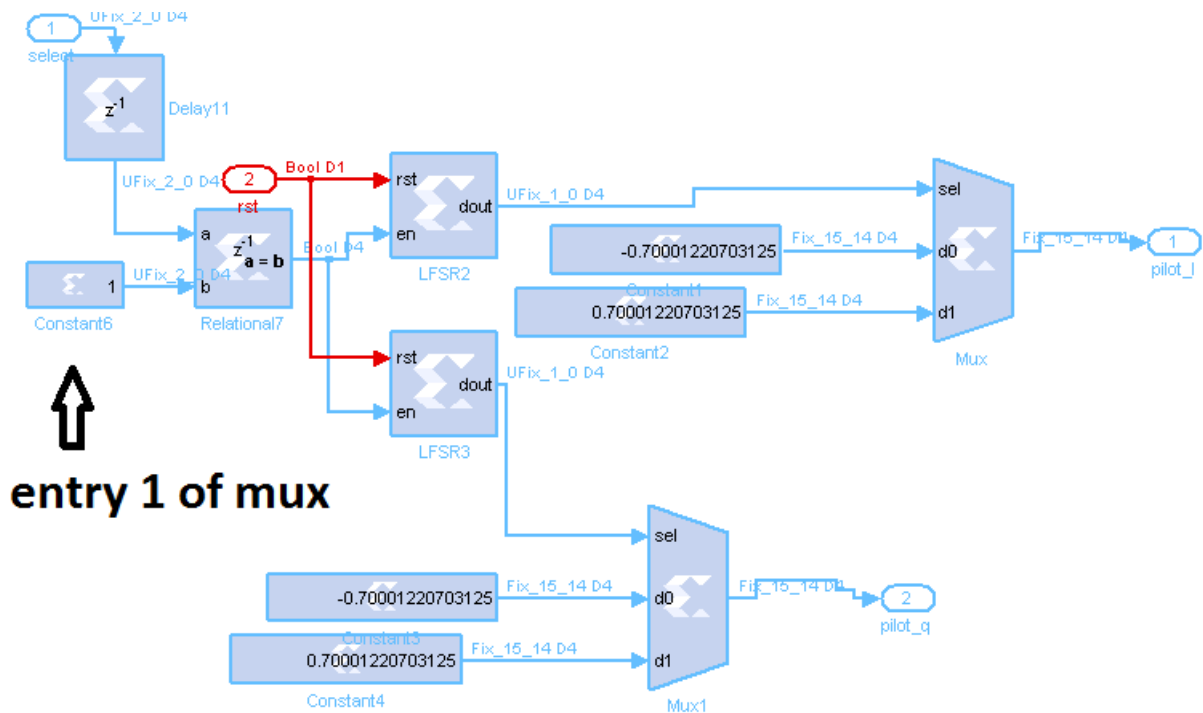 UFix_2_0 D4
1
select
z-1
Delay11
UFix_2_0 D4
2
Bool D1
rst
a
b
z-1
a = b
Bool D4
Relational7
1
UFix_2_0 D4
Constant6
entry 1 of mux
rst
en
dout
UFix_1_0 D4
LFSR2
rst
en
dout
UFix_1_0 D4
LFSR3
-0.70001220703125
Fix_15_14 D4
Constant1
0.70001220703125
Fix_15_14 D4
Constant2
sel
d0
d1
Mux
Fix_15_14 D4
1
pilot_I
-0.70001220703125
Fix_15_14 D4
Constant3
0.70001220703125
Fix_15_14 D4
Constant4
sel
d0
d1
Mux1
Fix_15_14 D4
2
pilot_q